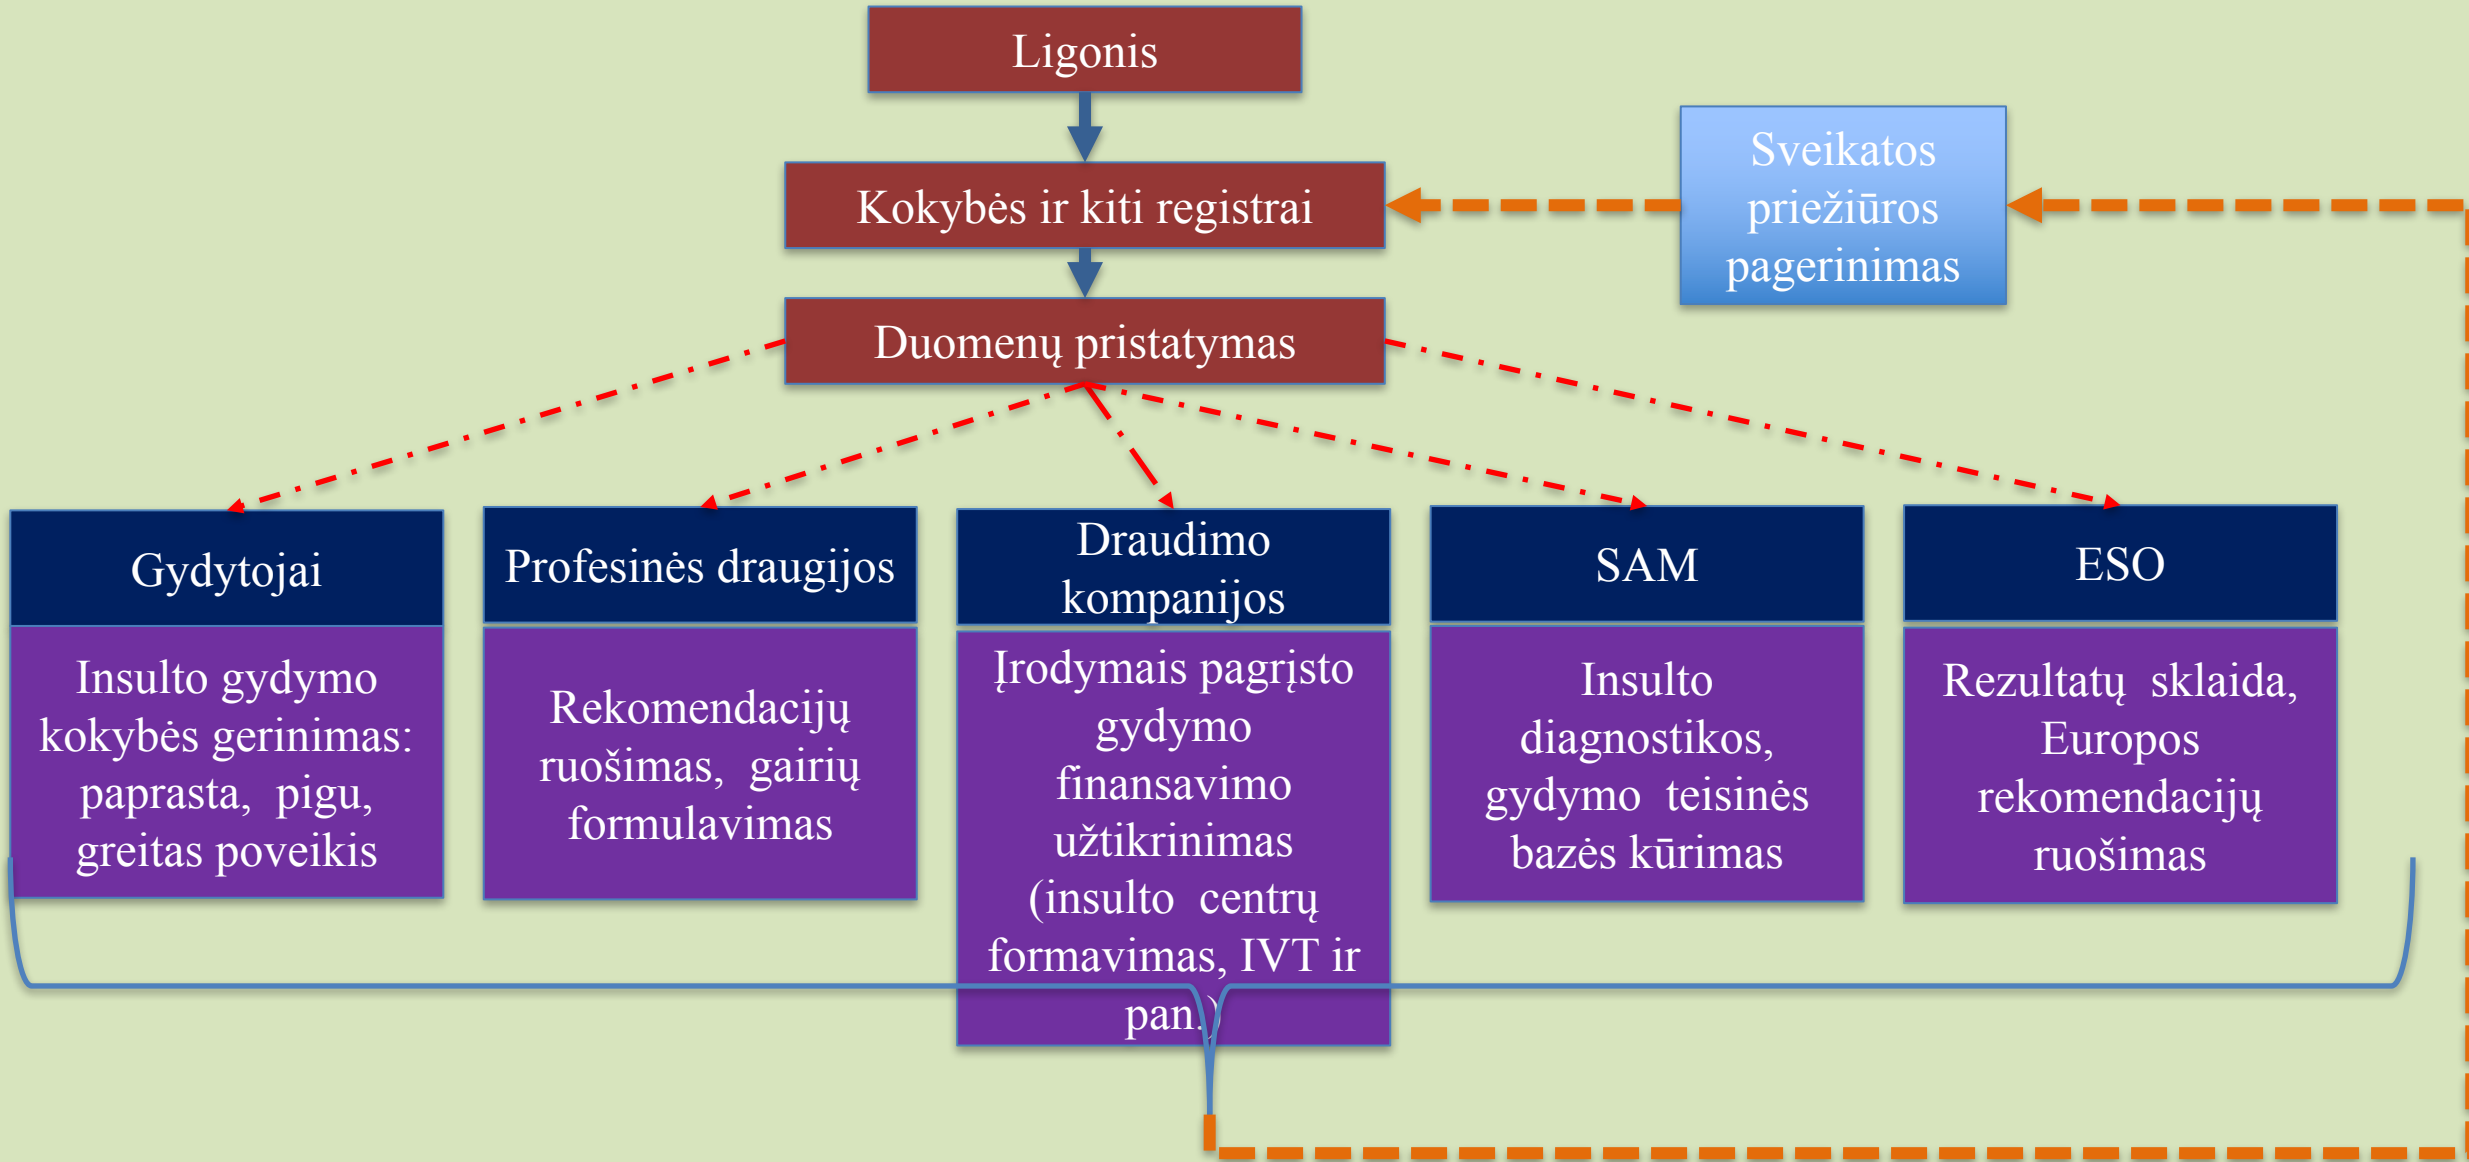 Ligonis
Kokybės ir kiti registrai
Sveikatos
priežiūros
pagerinimas
Duomenų pristatymas
Gydytojai
Insulto gydymo
kokybės gerinimas:
paprasta, pigu,
greitas poveikis
Profesinės draugijos
Rekomendacijų
ruošimas, gairių
formulavimas
Draudimo
kompanijos
Įrodymais pagrįsto
gydymo
finansavimo
užtikrinimas
(insulto centrų
formavimas, IVT ir
pan.)
SAM
Insulto
diagnostikos,
gydymo teisinės
bazės kūrimas
ESO
Rezultatų sklaida,
Europos
rekomendacijų
ruošimas